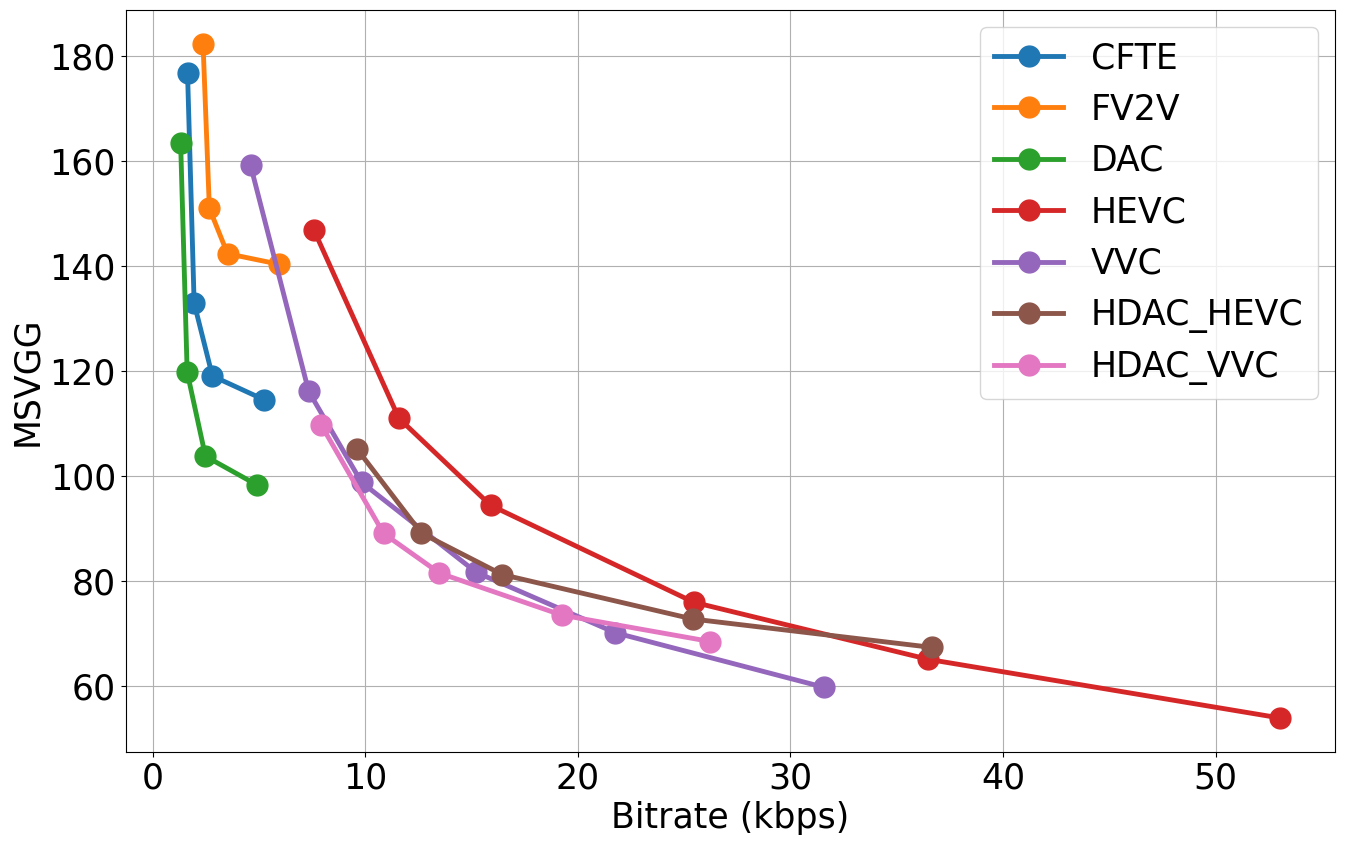 180
160
140
120
100
80
60
MSVGG
0 10 20 30 40 50
Bitrate (kbps)
CFTE
FV2V
DAC
HEVC
VVC
HDAC_HEVC
HDAC_VVC